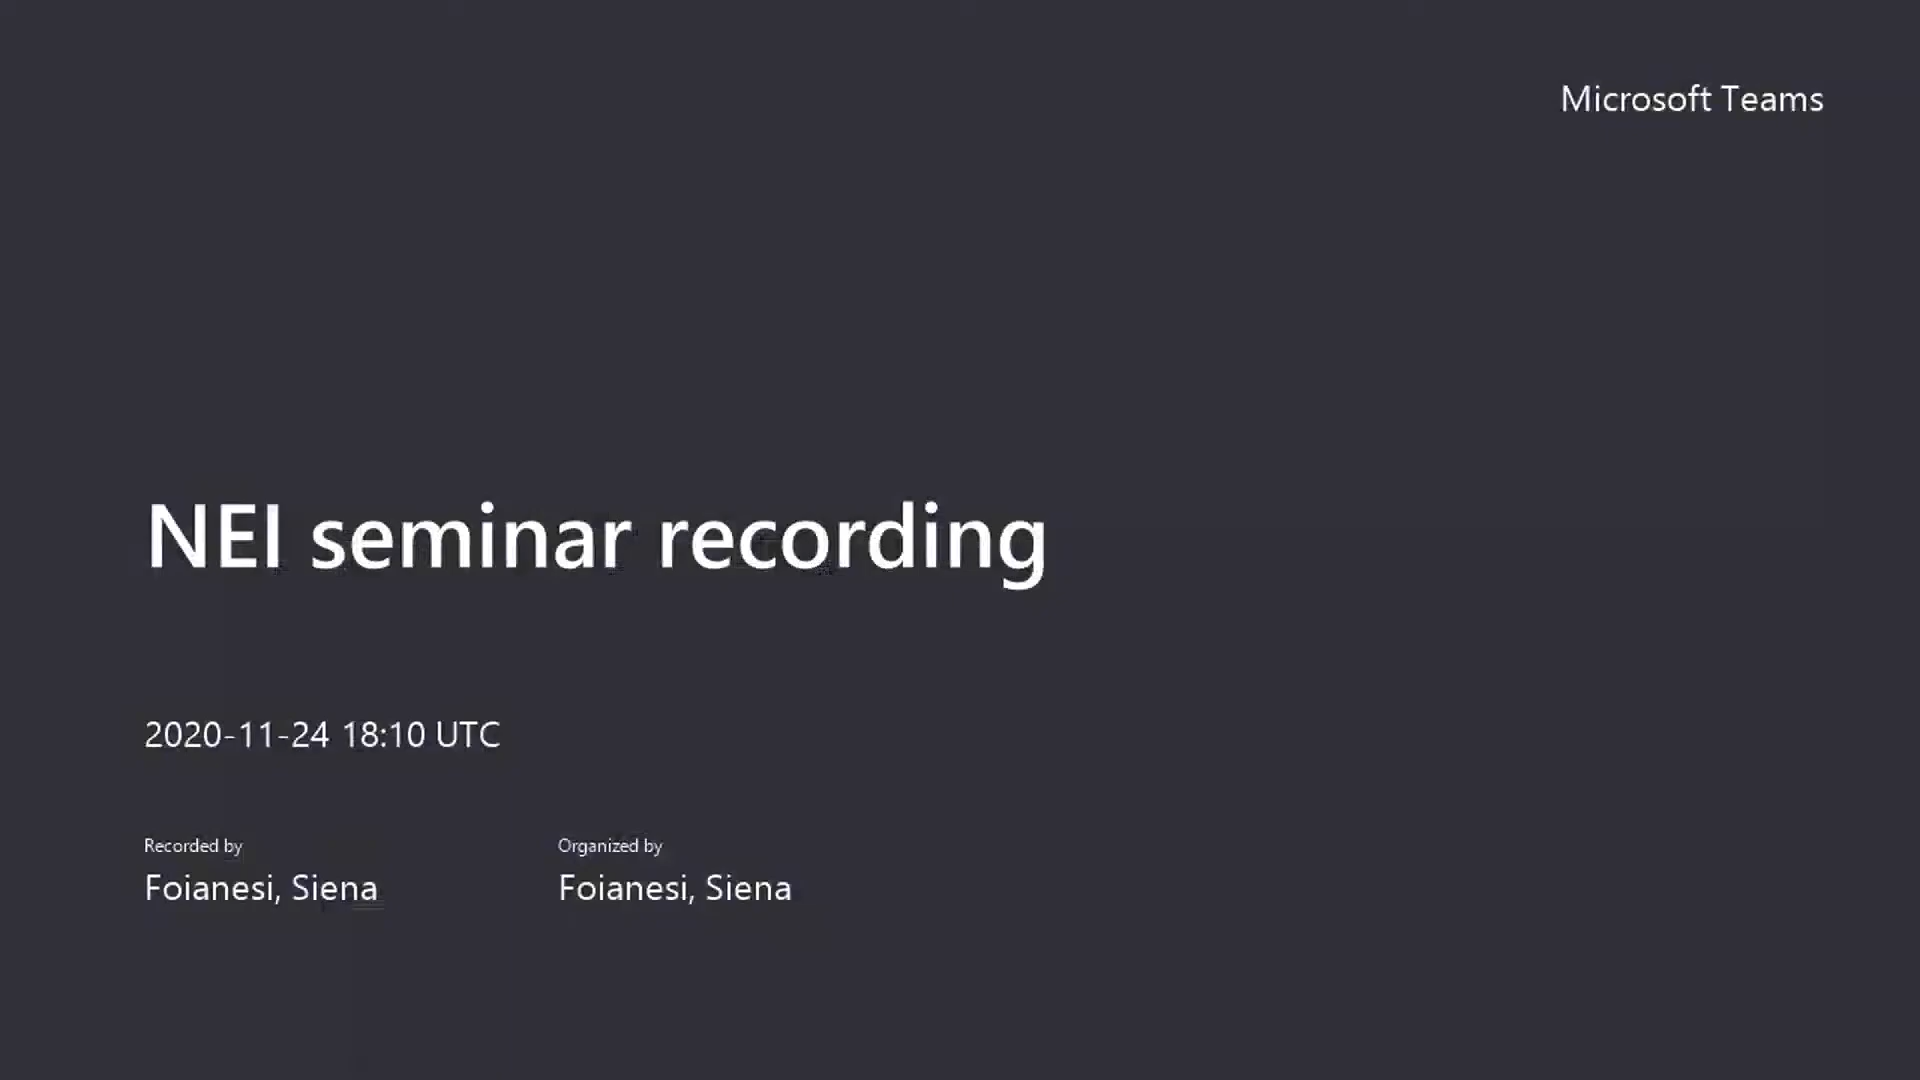 Microsoft Teams
NEI seminar recording
2020-11-24 18:10 UTC
Recorded by
Foianesi, Siena
Organized by
Foianesi, Siena